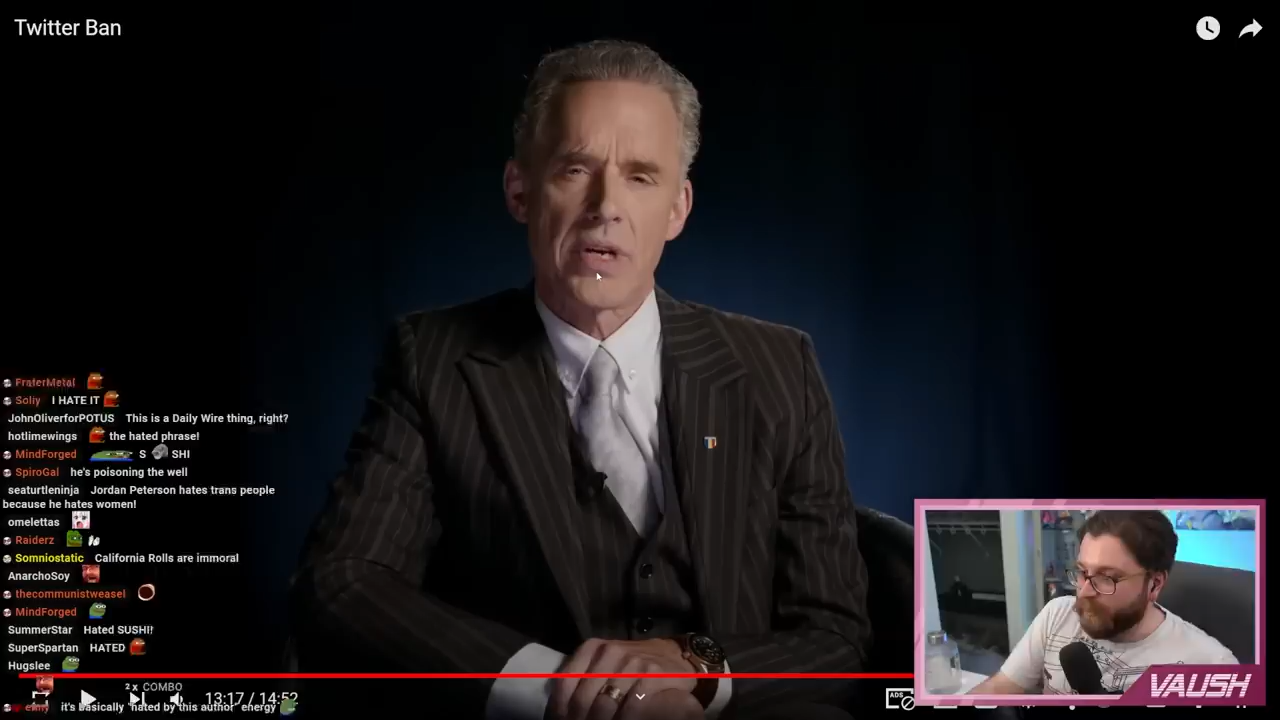 Twitter Ban
FraterMetal
Soliy I HATE IT
JohnOliverforPOTUS This is a Daily Wire thing, right?
hotlimewings the hated phrase!
MindForged S SHI
SpiroGal he's poisoning the well
seaturtleninja Jordan Peterson hates trans people
because he hates women!
omelettas
Raiderz
Somniostatic California Rolls are immoral
AnarchoSoy
thecommunistweasel
MindForged
SummerStar Hated SUSHI!
SuperSpartan HATED
Hugslee
2 x COMBO
13:17 / 14:52
it's basically "hated by this author" energy
ADS
VAUSH